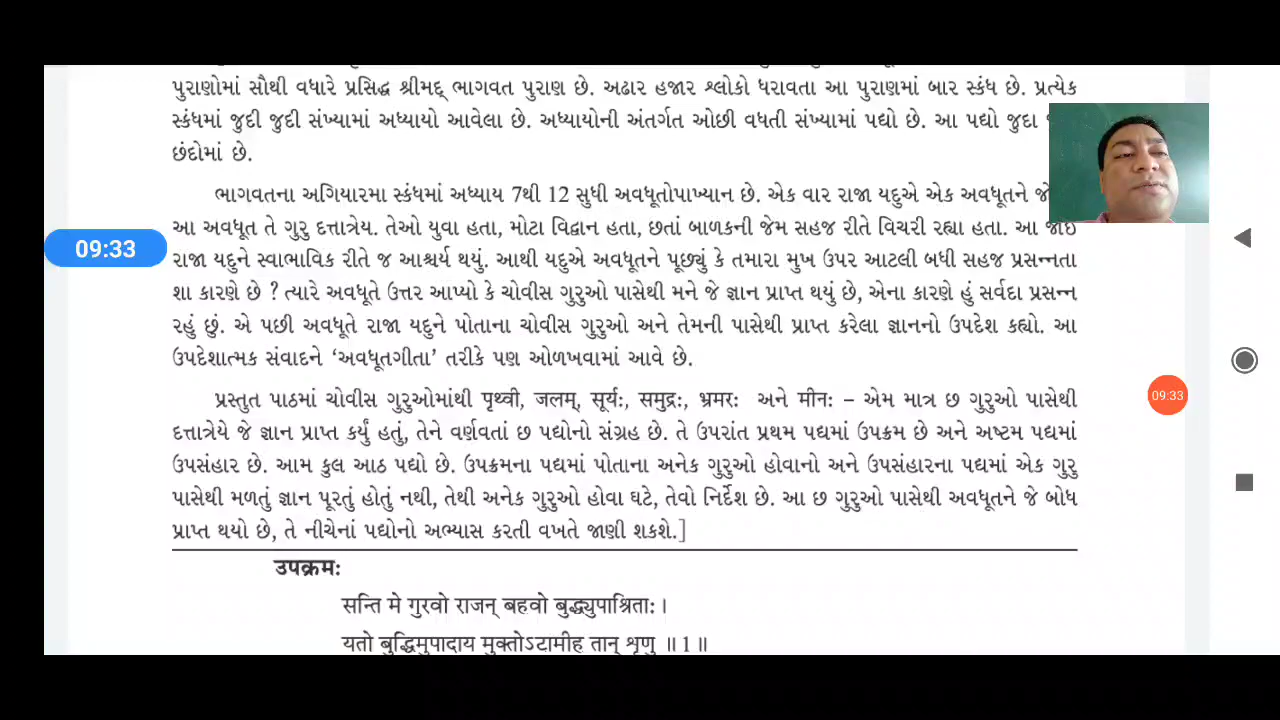 પુરાણોમાં સૌથી વધારે પ્રસિદ્ધ શ્રીમદ્ ભાગવત પુરાણ છે. અઢાર હજાર શ્લોકો ધરાવતા આ પુરાણમાં બાર સ્કંધ છે. પ્રત્યેક
સ્કંધમાં જુદી જુદી સંખ્યામાં અધ્યાયો આવેલા છે. અધ્યાયોની અંતર્ગત ઓછી વધતી સંખ્યામાં પદ્યો છે. આ પદ્યો જુદા
છંદોમાં છે.
ભાગવતના અગિયારમા સ્કંધમાં અધ્યાય 7થી 12 સુધી અવધૂતોપાખ્યાન છે. એક વાર રાજા યદુએ એક અવધૂતને
આ અવધૂત તે ગુરુ દત્તાત્રેય. તેઓ યુવા હતા, મોટા વિદ્વાન હતા, છતાં બાળકની જેમ સહજ રીતે વિચરી રહ્યા હતા. આ જોઈ
09:33
રાજા યદુને સ્વાભાવિક રીતે જ આશ્ચર્ય થયું. આથી યદુએ અવધૂતને પૂછ્યું કે તમારા મુખ ઉપર આટલી બધી સહજ પ્રસન્નતા
શા કારણે છે ? ત્યારે અવધૂતે ઉત્તર આપ્યો કે ચોવીસ ગુરુઓ પાસેથી મને જે જ્ઞાન પ્રાપ્ત થયું છે, એના કારણે હું સર્વદા પ્રસન્ન
રહું છું. એ પછી અવધૂતે રાજા યદુને પોતાના ચોવીસ ગુરુઓ અને તેમની પાસેથી પ્રાપ્ત કરેલા જ્ઞાનનો ઉપદેશ કહ્યો. આ
ઉપદેશાત્મક સંવાદને ‘અવધૂતગીતા’ તરીકે પણ ઓળખવામાં આવે છે.
પ્રસ્તુત પાઠમાં ચોવીસ ગુરુઓમાંથી पृथ्वी, जलम्, सूर्यः, समुद्रः, भ्रमरः અને मीनः – એમ માત્ર છ ગુરુઓ પાસેથી
09:33
દત્તાત્રેયે જે જ્ઞાન પ્રાપ્ત કર્યું હતું, તેને વર્ણવતાં છ પદ્યોનો સંગ્રહ છે. તે ઉપરાંત પ્રથમ પદ્યમાં ઉપક્રમ છે અને અષ્ટમ પદ્યમાં
ઉપસંહાર છે. આમ કુલ આઠ પદ્યો છે. ઉપક્રમના પદ્યમાં પોતાના અનેક ગુરુઓ હોવાનો અને ઉપસંહારના પદ્યમાં એક ગુરુ
પાસેથી મળતું જ્ઞાન પૂરતું હોતું નથી, તેથી અનેક ગુરુઓ હોવા ઘટે, તેવો નિર્દેશ છે. આ છ ગુરુઓ પાસેથી અવધૂતને જે બોધ
પ્રાપ્ત થયો છે, તે નીચેનાં પદ્યોનો અભ્યાસ કરતી વખતે જાણી શકશે.]
उपक्रमः
सन्ति मे गुरवो राजन् बहवो बुद्ध्युपाश्रिताः ।
यतो बुद्धिमुपादाय मुक्तोऽटामीह तान् शृणु ॥ 1 ॥